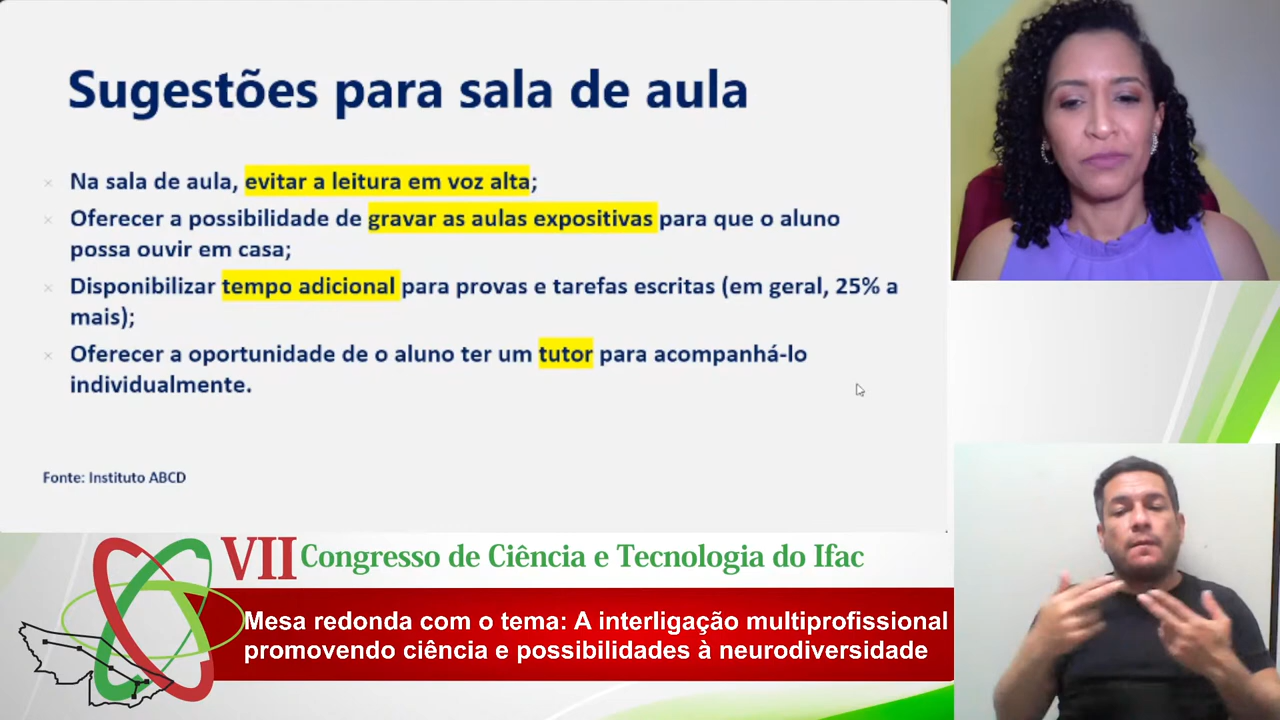 Sugestões para sala de aula
Na sala de aula, evitar a leitura em voz alta;
Oferecer a possibilidade de gravar as aulas expositivas para que o aluno
possa ouvir em casa;
Disponibilizar tempo adicional para provas e tarefas escritas (em geral, 25% a
mais);
Oferecer a oportunidade de o aluno ter um tutor para acompanhá-lo
individualmente.
Fonte: Instituto ABCD
VII Congresso de Ciência e Tecnologia do Ifac
Mesa redonda com o tema: A interligação multiprofissional
promovendo ciência e possibilidades à neurodiversidade